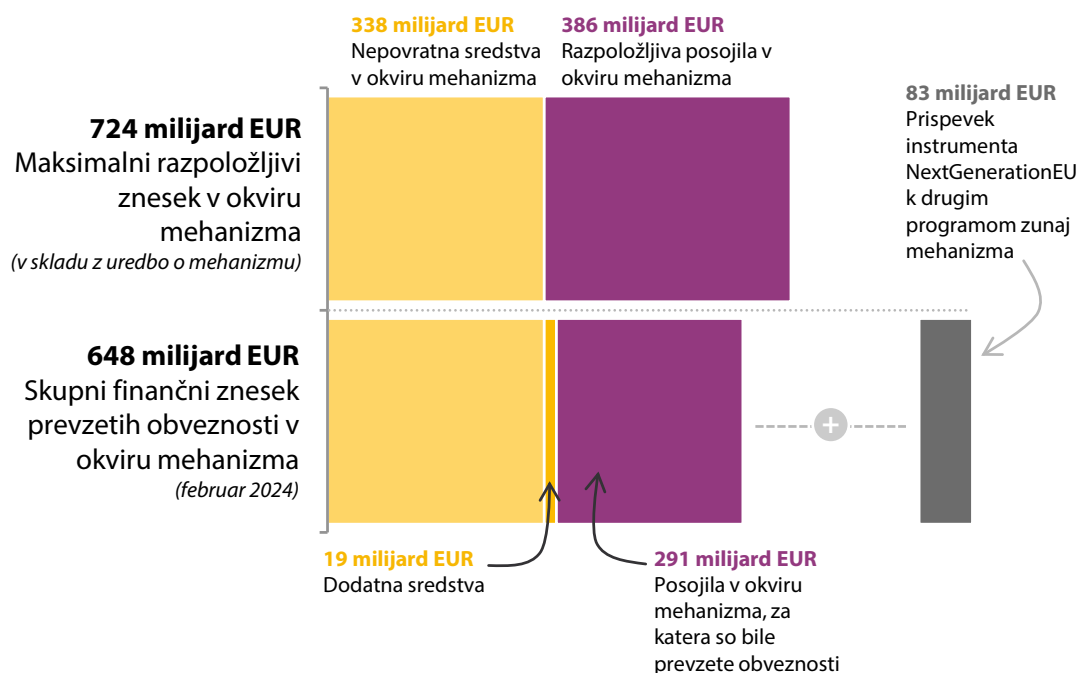 338 milijard EUR
Nepovratna sredstva
v okviru mehanizma
386 milijard EUR
Razpoložljiva posojila v
okviru mehanizma
83 milijard EUR
Prispevek
instrumenta
NextGenerationEU
k drugim
programom zunaj
mehanizma
724 milijard EUR
Maksimalni razpoložljivi
znesek v okviru
mehanizma
(v skladu z uredbo o mehanizmu)
648 milijard EUR
Skupni finančni znesek
prevzetih obveznosti v
okviru mehanizma
(februar 2024)
+
19 milijard EUR
Dodatna sredstva
291 milijard EUR
Posojila v okviru
mehanizma, za
katera so bile
prevzete obveznosti